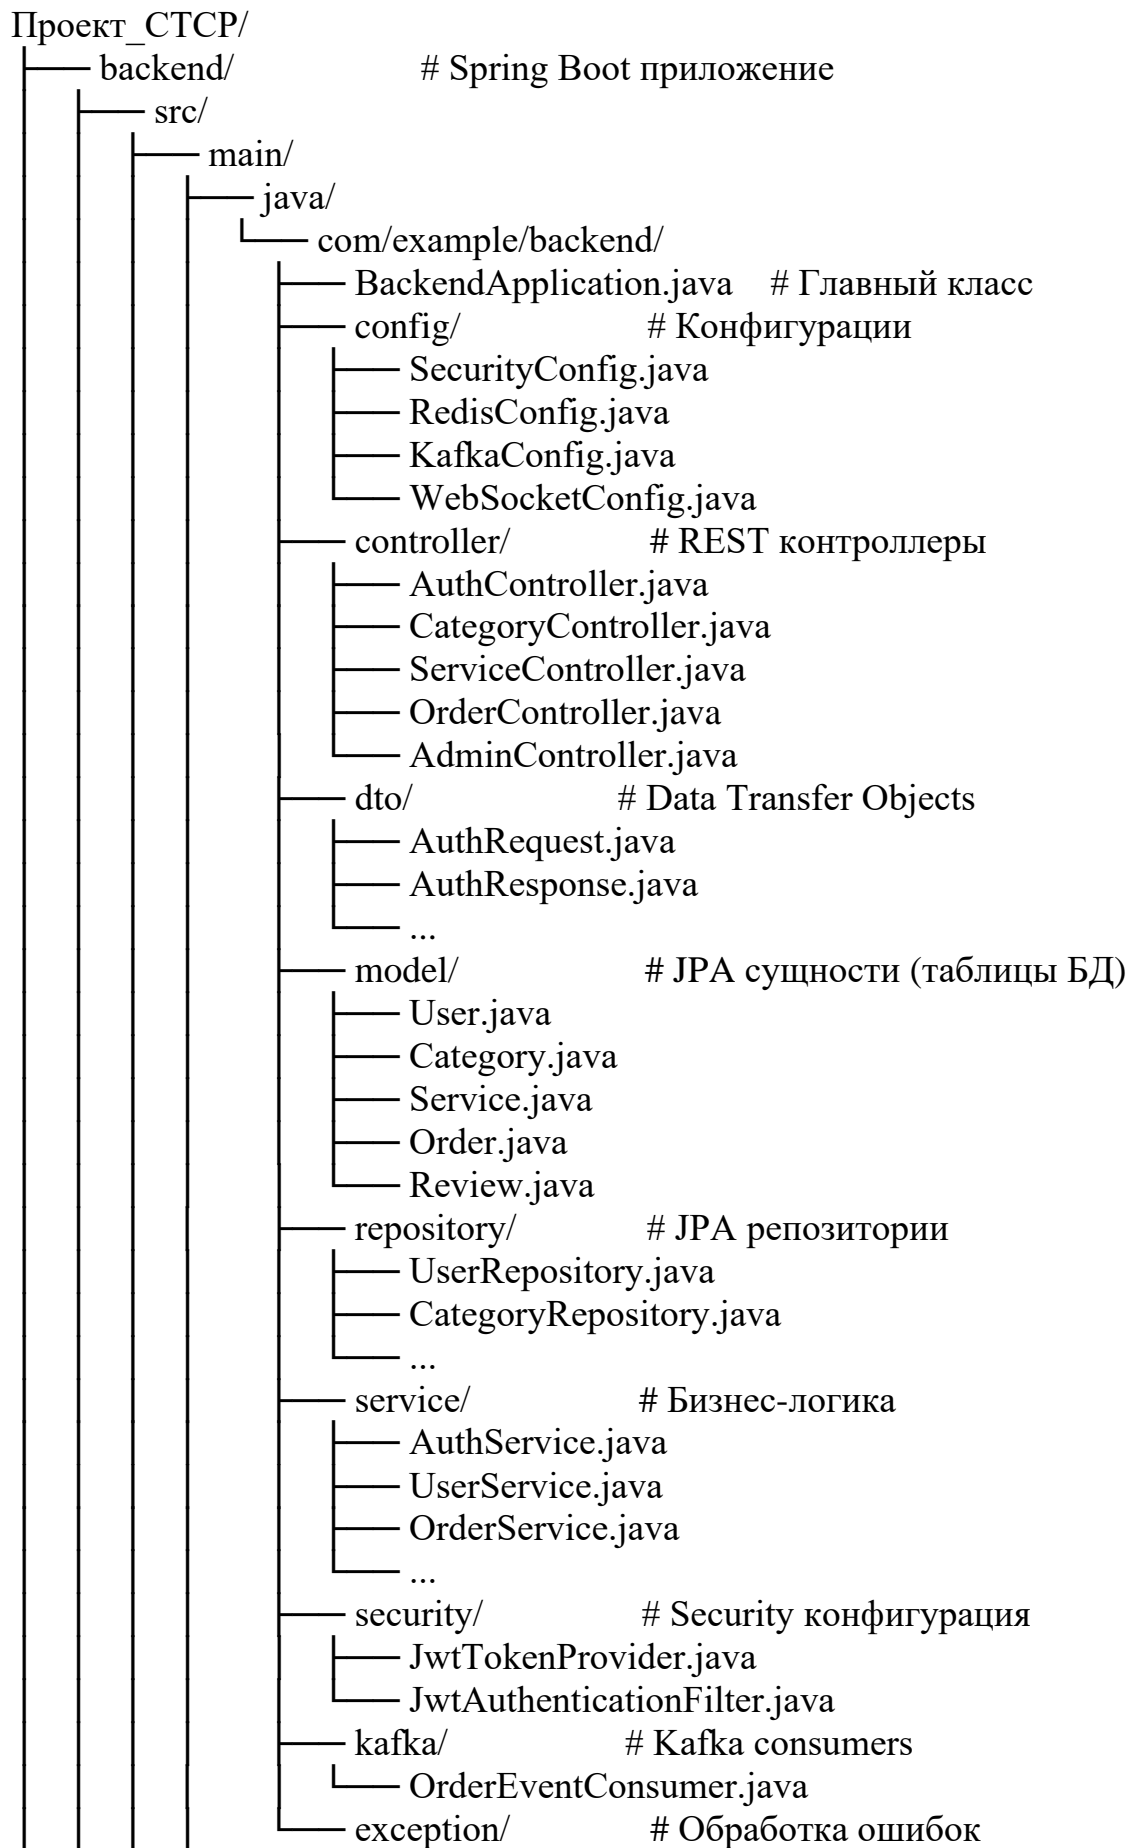 Проект_СТСР/
backend/ # Spring Boot приложение
src/
main/
java/
com/example/backend/
BackendApplication.java # Главный класс
config/ # Конфигурации
SecurityConfig.java
RedisConfig.java
KafkaConfig.java
WebSocketConfig.java
controller/ # REST контроллеры
AuthController.java
CategoryController.java
ServiceController.java
OrderController.java
AdminController.java
dto/ # Data Transfer Objects
AuthRequest.java
AuthResponse.java
...
model/ # JPA сущности (таблицы БД)
User.java
Category.java
Service.java
Order.java
Review.java
repository/ # JPA репозитории
UserRepository.java
CategoryRepository.java
...
service/ # Бизнес-логика
AuthService.java
UserService.java
OrderService.java
...
security/ # Security конфигурация
JwtTokenProvider.java
JwtAuthenticationFilter.java
kafka/ # Kafka consumers
OrderEventConsumer.java
exception/ # Обработка ошибок